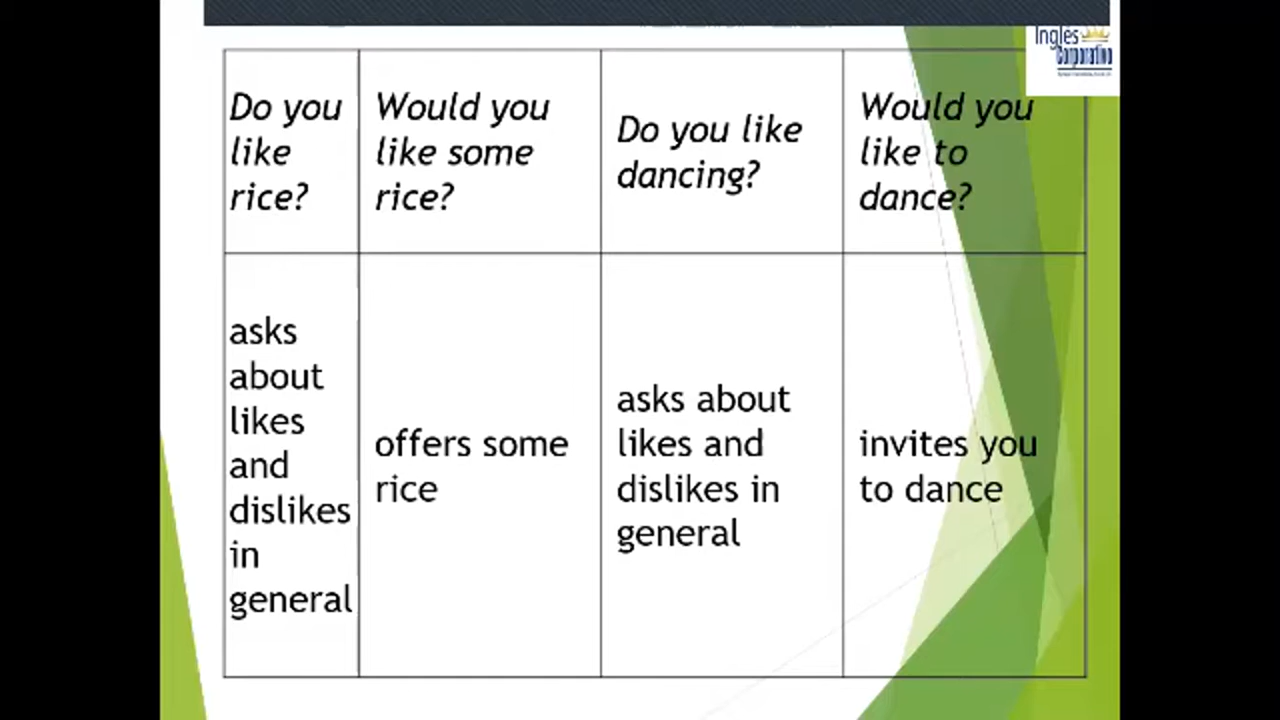 Inglés
Corporativo
Do you
like
rice?
Would you
like some
rice?
Do you like
dancing?
Would you
like to
dance?
asks
about
likes
and
dislikes
in
general
offers some
rice
asks about
likes and
dislikes in
general
invites you
to dance